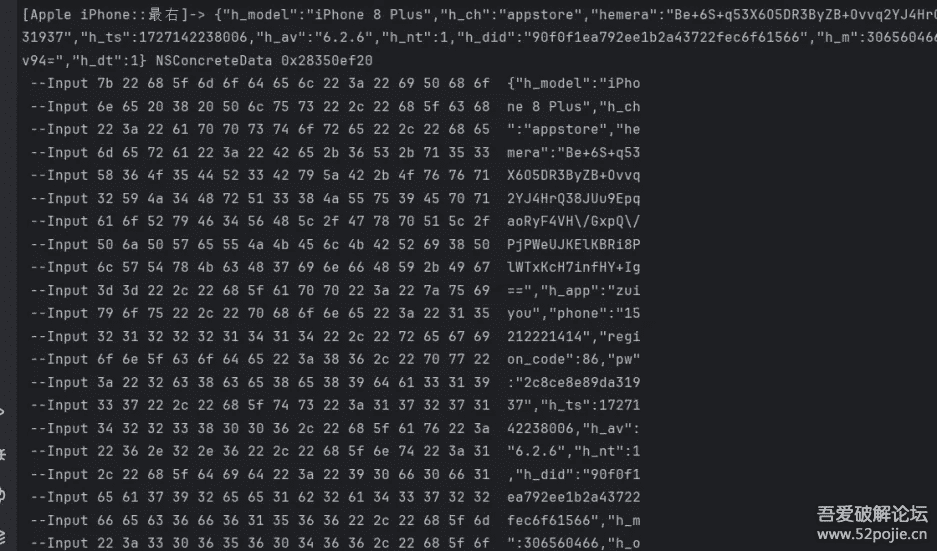 [Apple iPhone::最右]-> {"h_model":"iPhone 8 Plus","h_ch":"appstore","hemera":"Be+6S+q53X6O5DR3ByZB+Ovvq2YJ4Hr
31937","h_ts":1727142238006,"h_av":"6.2.6","h_nt":1,"h_did":"90f0f1ea792ee1b2a43722fec6f61566","h_m":306560466
v94=","h_dt":1} NSConcreteData 0x28350ef20
--Input 7b 22 68 5f 6d 6f 64 65 6c 22 3a 22 69 50 68 6f {"h_model":"iPho
--Input 6e 65 20 38 20 50 6c 75 73 22 2c 22 68 5f 63 68 ne 8 Plus","h_ch
--Input 22 3a 22 61 70 70 73 74 6f 72 65 22 2c 22 68 65 ":"appstore","he
--Input 6d 65 72 61 22 3a 22 42 65 2b 36 53 2b 71 35 33 mera":"Be+6S+q53
--Input 58 36 4f 35 44 52 33 42 79 5a 42 2b 4f 76 76 71 X6O5DR3ByZB+Ovvq
--Input 32 59 4a 34 48 72 51 33 38 4a 55 75 39 45 70 71 2YJ4HrQ38JUu9Epq
--Input 61 6f 52 79 46 34 56 48 5c 2f 47 78 70 51 5c 2f aoRyF4VH\/GxpQ\/
--Input 50 6a 50 57 65 55 4a 4b 45 6c 4b 42 52 69 38 50 PjPWeUJKElKBRi8P
--Input 6c 57 54 78 4b 63 48 37 69 6e 66 48 59 2b 49 67 lWTxKcH7infHY+Ig
--Input 3d 3d 22 2c 22 68 5f 61 70 70 22 3a 22 7a 75 69 ==","h_app":"zui
--Input 79 6f 75 22 2c 22 70 68 6f 6e 65 22 3a 22 31 35 you","phone":"15
--Input 32 31 32 32 32 31 34 31 34 22 2c 22 72 65 67 69 212221414","regi
--Input 6f 6e 5f 63 6f 64 65 22 3a 38 36 2c 22 70 77 22 on_code":86,"pw"
--Input 3a 22 32 63 38 63 65 38 65 38 39 64 61 33 31 39 :"2c8ce8e89da319
--Input 33 37 22 2c 22 68 5f 74 73 22 3a 31 37 32 37 31 37","h_ts":17271
--Input 34 32 32 33 38 30 30 36 2c 22 68 5f 61 76 22 3a 42238006,"h_av":
--Input 22 36 2e 32 2e 36 22 2c 22 68 5f 6e 74 22 3a 31 "6.2.6","h_nt":1
--Input 2c 22 68 5f 64 69 64 22 3a 22 39 30 66 30 66 31 ,"h_did":"90f0f1
--Input 65 61 37 39 32 65 65 31 62 32 61 34 33 37 32 32 ea792ee1b2a43722
--Input 66 65 63 36 66 36 31 35 36 36 22 2c 22 68 5f 6d fec6f61566","h_m
--Input 22 3a 33 30 36 35 36 30 34 36 36 2c 22 68 5f 6f ":306560466,"h_o
吾爱破解论坛
www.52pojie.cn